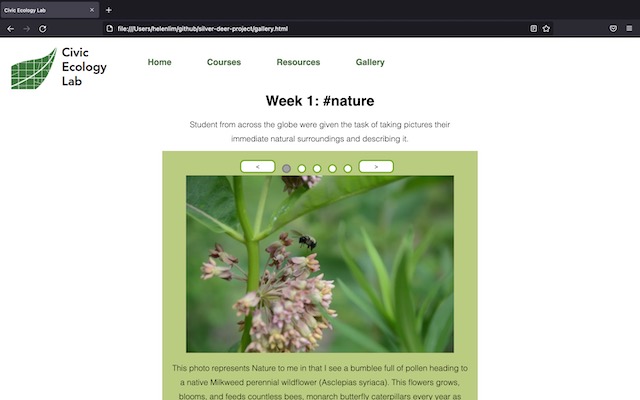 Civic Ecology Lab
file:///Users/helenlim/github/silver-deer-project/gallery.html
Civic
Ecology
Lab
Home Courses Resources Gallery
Week 1: #nature
Student from across the globe were given the task of taking pictures their
immediate natural surroundings and describing it.
< >
This photo represents Nature to me in that I see a bumblee full of pollen heading to
a native Milkweed perennial wildflower (Asclepias syriaca). This flowers grows,
blooms, and feeds countless bees, monarch butterfly caterpillars every year as